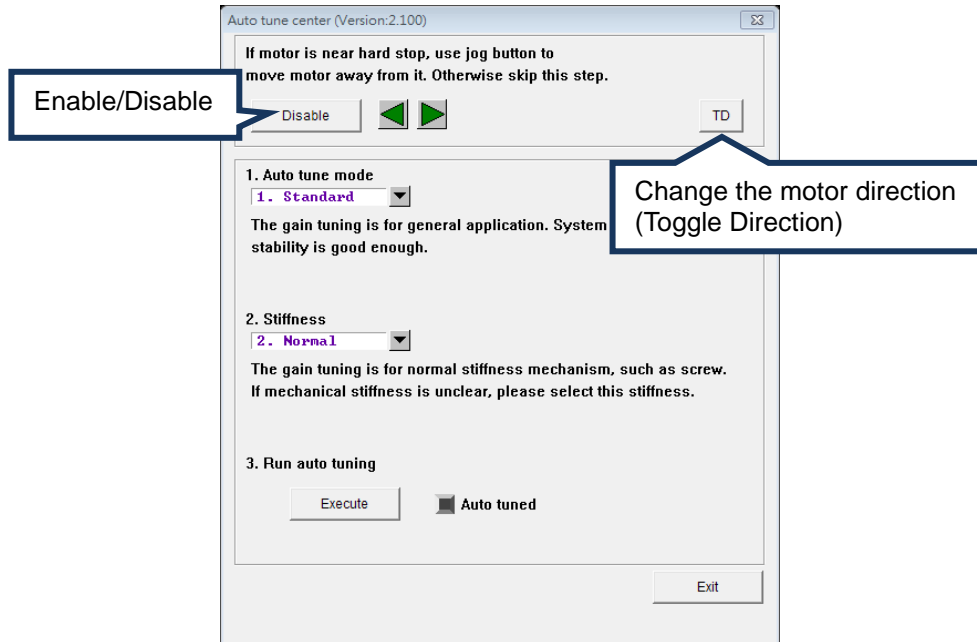 Auto tune center (Version:2.100)
If motor is near hard stop, use jog button to
move motor away from it. Otherwise skip this step.
Enable/Disable
Disable
TD
1. Auto tune mode
1. Standard
Change the motor direction
(Toggle Direction)
The gain tuning is for general application. System
stability is good enough.
2. Stiffness
2. Normal
The gain tuning is for normal stiffness mechanism, such as screw.
If mechanical stiffness is unclear, please select this stiffness.
3. Run auto tuning
Execute
Auto tuned
Exit